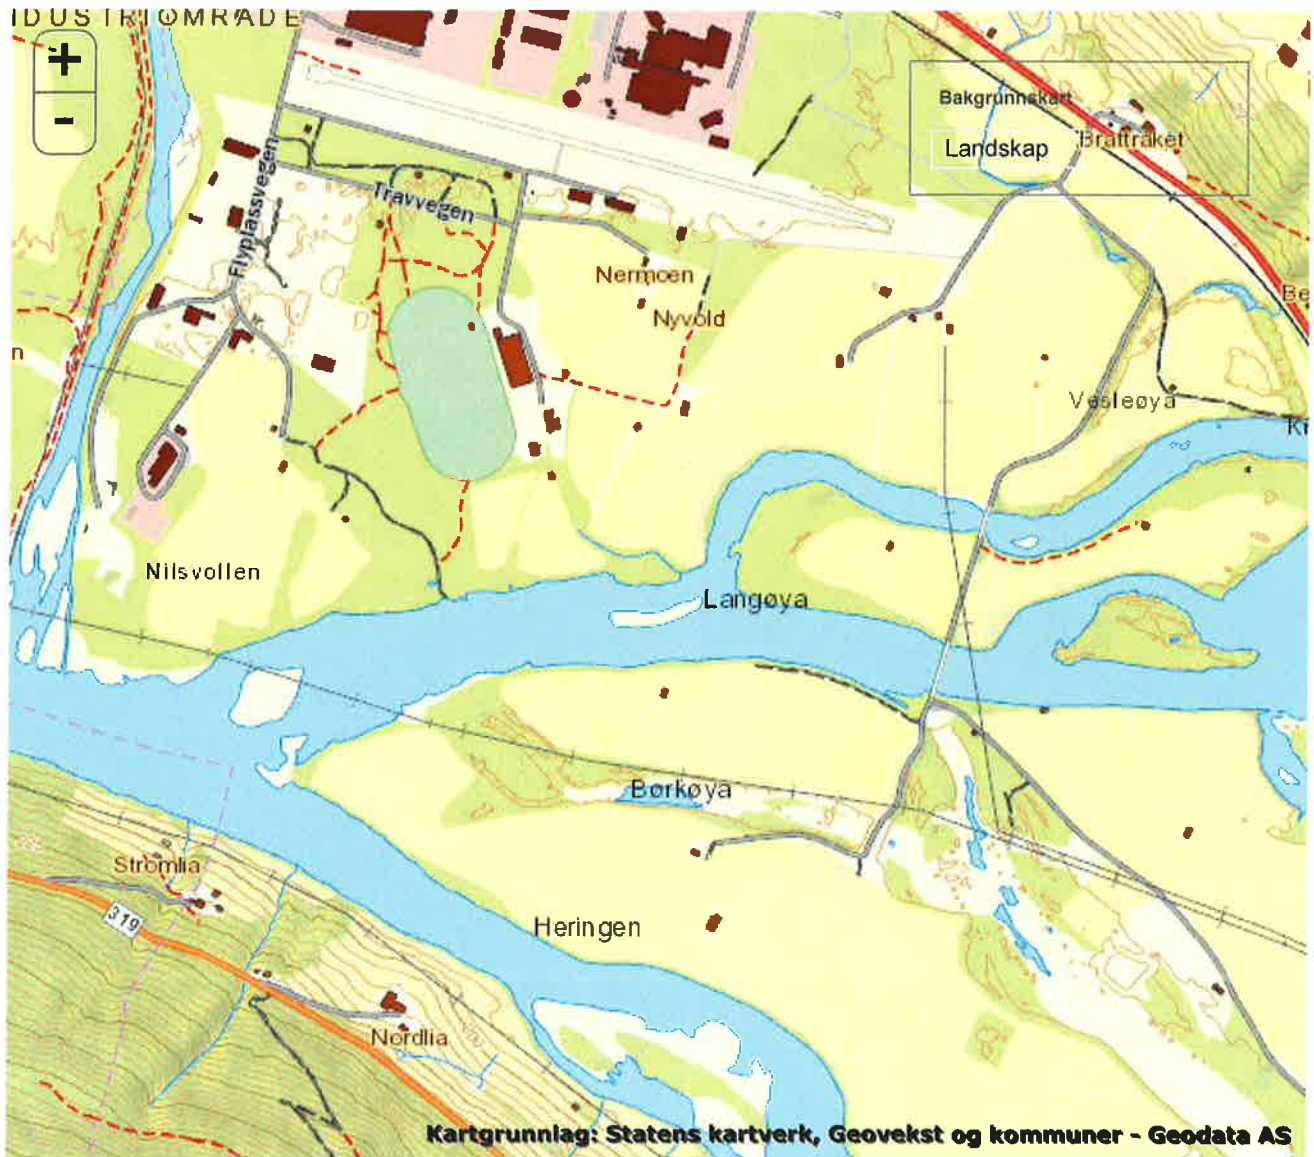 IDUSTRIOMRÅDE
+
-
Bakgrunnskart
Landskap
Brattråket
Flyplassvegen
Travvegen
Nermoen
Nyvold
Be
n
Vesleøya
Nilsvollen
Langøya
Børkøya
Strømlia
319
Heringen
Nordlia
Kartgrunnlag: Statens kartverk, Geovekst og kommuner - Geodata AS